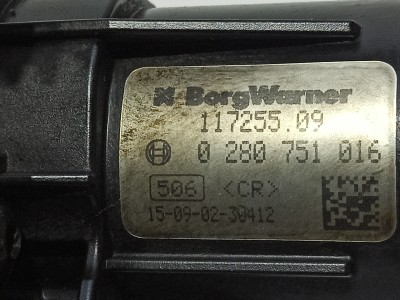 BorgWarner
117255.09
0 280 751 016
506 <CR>
15-09-02-30412